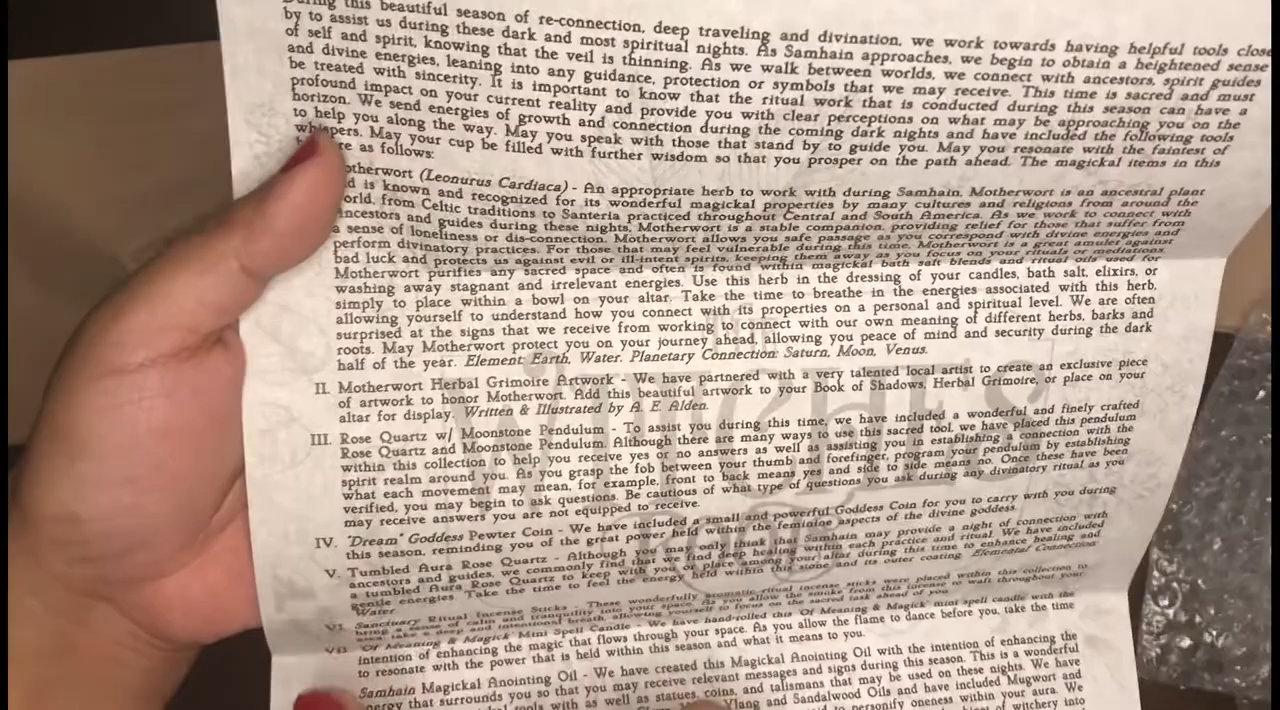 During this beautiful season of re-connection, deep traveling and divination, we work towards having helpful tools close
by to assist us during these dark and most spiritual nights. As Samhain approaches, we begin to obtain a heightened sense
of self and spirit, knowing that the veil is thinning. As we walk between worlds, we connect with ancestors, spirit guides
and divine energies, leaning into any guidance, protection or symbols that we may receive. This time is sacred and must
be treated with sincerity. It is important to know that the ritual work that is conducted during this season can have a
profound impact on your current reality and provide you with clear perceptions on what may be approaching you on the
horizon. We send energies of growth and connection during the coming dark nights and have included the following tools
to help you along the way. May you speak with those that stand by to guide you. May you resonate with the faintest of
whispers. May your cup be filled with further wisdom so that you prosper on the path ahead. The magickal items in this
re as follows:
otherwort (Leonurus Cardiaca) - An appropriate herb to work with during Samhain. Motherwort is an ancestral plant
d is known and recognized for its wonderful magickal properties by many cultures and religions from around the
orld, from Celtic traditions to Santeria practiced throughout Central and South America. As we work to connect with
ancestors and guides during these nights, Motherwort is a stable companion, providing relief for those that suffer from
a sense of loneliness or dis-connection. Motherwort allows you safe passage as you correspond with divine energies and
perform divinatory practices. For those that may feel vulnerable during this time, Motherwort is a great amulet against
bad luck and protects us against evil or ill-intent spirits, keeping them away as you focus on your rituals or mediations.
Motherwort purifies any sacred space and often is found within magickal bath salt blends and ritual oils used for
washing away stagnant and irrelevant energies. Use this herb in the dressing of your candles, bath salt, elixirs, or
simply to place within a bowl on your altar. Take the time to breathe in the energies associated with this herb,
allowing yourself to understand how you connect with its properties on a personal and spiritual level. We are often
surprised at the signs that we receive from working to connect with our own meaning of different herbs, barks and
roots. May Motherwort protect you on your journey ahead, allowing you peace of mind and security during the dark
half of the year. Element: Earth, Water. Planetary Connection: Saturn, Moon, Venus.
II. Motherwort Herbal Grimoire Artwork - We have partnered with a very talented local artist to create an exclusive piece
of artwork to honor Motherwort. Add this beautiful artwork to your Book of Shadows, Herbal Grimoire, or place on your
altar for display. Written & Illustrated by A. E. Alden.
III. Rose Quartz w/ Moonstone Pendulum - To assist you during this time, we have included a wonderful and finely crafted
Rose Quartz and Moonstone Pendulum. Although there are many ways to use this sacred tool, we have placed this pendulum
within this collection to help you receive yes or no answers as well as assisting you in establishing a connection with the
spirit realm around you. As you grasp the fob between your thumb and forefinger, program your pendulum by establishing
what each movement may mean, for example, front to back means yes and side to side means no. Once these have been
verified, you may begin to ask questions. Be cautious of what type of questions you ask during any divinatory ritual as you
may receive answers you are not equipped to receive.
IV. "Dream" Goddess Pewter Coin - We have included a small and powerful Goddess Coin for you to carry with you during
this season, reminding you of the great power held within the feminine aspects of the divine goddess.
V. Tumbled Aura Rose Quartz - Although you may only think that Samhain may provide a night of connection with
ancestors and guides, we commonly find that we find deep healing within each practice and ritual. We have included
a tumbled Aura Rose Quartz to keep with you or place among your altar during this time to enhance healing and
gentle energies. Take the time to feel the energy held within this stone and its outer coating. Elemental Connection:
Water.
VI. Sanctuary Ritual Incense Sticks - These wonderfully aromatic ritual incense sticks were placed within this collection to
bring a sense of calm and tranquility into your space. As you allow the smoke from this incense to waft throughout your
area, take a deep and intentional breath, allowing yourself to focus on the sacred task ahead of you.
VII. 'Of Meaning & Magick' Mini Spell Candle - We have hand-rolled this 'Of Meaning & Magick' mini spell candle with the
intention of enhancing the magic that flows through your space. As you allow the flame to dance before you, take the time
to resonate with the power that is held within this season and what it means to you.
Samhain Magickal Anointing Oil - We have created this Magickal Anointing Oil with the intention of enhancing the
energy that surrounds you so that you may receive relevant messages and signs during this season. This is a wonderful
tools with as well as statues, coins, and talismans that may be used on these nights. We have
Ylang and Sandalwood Oils and have included Mugwort and
personify oneness within your aura. We
of witchery into